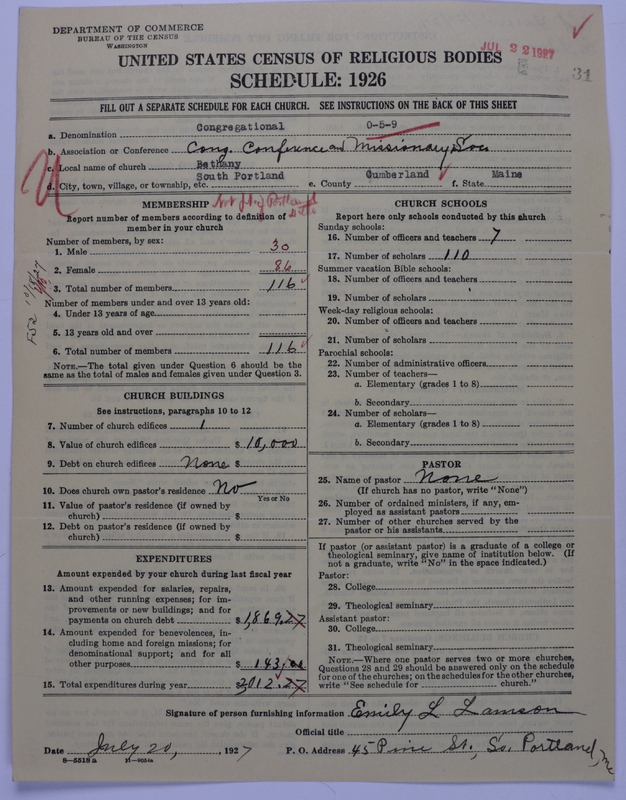 DEPARTMENT OF COMMERCE
BUREAU OF THE CENSUS
WASHINGTON
JUL 22 1927
31
UNITED STATES CENSUS OF RELIGIOUS BODIES
SCHEDULE: 1926
FILL OUT A SEPARATE SCHEDULE FOR EACH CHURCH. SEE INSTRUCTIONS ON THE BACK OF THIS SHEET
a. Denomination Congregational 0-5-9
b. Association or Conference Cong. Conference and Missionary Soc
c. Local name of church Bethany
d. City, town, village, or township, etc. South Portland e. County Cumberland f. State Maine
MEMBERSHIP
Report number of members according to definition of member in your church
Number of members, by sex:
1. Male 30
2. Female 86
3. Total number of members 116
Number of members under and over 13 years old:
4. Under 13 years of age
5. 13 years old and over
6. Total number of members 116
NOTE.—The total given under Question 6 should be the
same as the total of males and females given under Question 3.
CHURCH BUILDINGS
See instructions, paragraphs 10 to 12
7. Number of church edifices 1
8. Value of church edifices $ 10,000
9. Debt on church edifices None $
10. Does church own pastor's residence No
Yes or No
11. Value of pastor's residence (if owned by
church) $
12. Debt on pastor's residence (if owned by
church) $
EXPENDITURES
Amount expended by your church during last fiscal year
13. Amount expended for salaries, repairs,
and other running expenses; for im-
provements or new buildings; and for
payments on church debt $1,869.27
14. Amount expended for benevolences, in-
cluding home and foreign missions; for
denominational support; and for all
other purposes $ 143.00
15. Total expenditures during year $2012.27
CHURCH SCHOOLS
Report here only schools conducted by this church
Sunday schools:
16. Number of officers and teachers 7
17. Number of scholars 110
Summer vacation Bible schools:
18. Number of officers and teachers
19. Number of scholars
Week-day religious schools:
20. Number of officers and teachers
21. Number of scholars
Parochial schools:
22. Number of administrative officers
23. Number of teachers—
a. Elementary (grades 1 to 8)
b. Secondary
24. Number of scholars—
a. Elementary (grades 1 to 8)
b. Secondary
PASTOR
25. Name of pastor None
(If church has no pastor, write "None")
26. Number of ordained ministers, if any, em-
ployed as assistant pastors
27. Number of other churches served by the
pastor or his assistants
If pastor (or assistant pastor) is a graduate of a college or
theological seminary, give name of institution below. (If
not a graduate, write "No" in the space indicated.)
Pastor:
28. College
29. Theological seminary
Assistant pastor:
30. College
31. Theological seminary
NOTE.—Where one pastor serves two or more churches,
Questions 28 and 29 should be answered only on the schedule
for one of the churches; on the schedules for the other churches,
write "See schedule for church."
Signature of person furnishing information Emily L Lamson
Official title
Date July 20, 1927 P. O. Address 45 Pine St., So. Portland, Me
8—5518 a 11—9054a